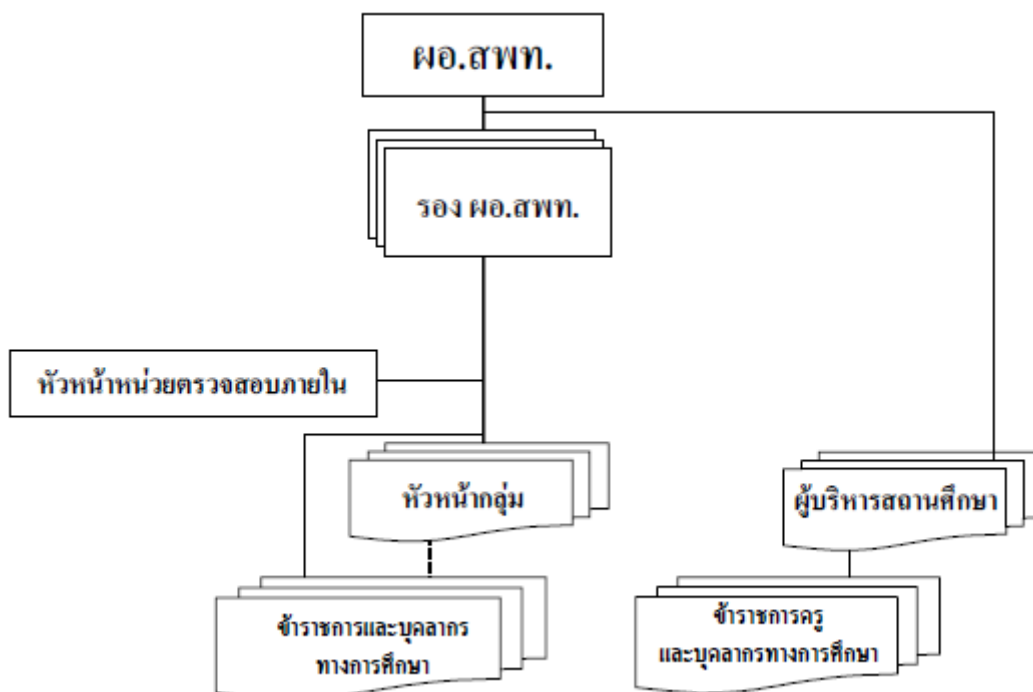 ผอ.สพท.
รอง ผอ.สพท.
หัวหน้าหน่วยตรวจสอบภายใน
หัวหน้ากลุ่ม
ผู้บริหารสถานศึกษา
ข้าราชการและบุคลากร
ทางการศึกษา
ข้าราชการครู
และบุคลากรทางการศึกษา